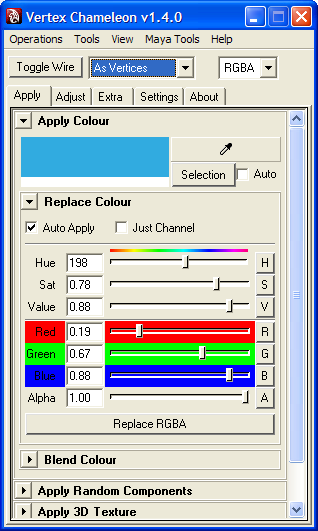 Vertex Chameleon v1.4.0
Operations Tools View Maya Tools Help
Toggle Wire As Vertices RGBA
Apply Adjust Extra Settings About
Apply Colour
Selection Auto
Replace Colour
Auto Apply Just Channel
Hue 198 H
Sat 0.78 S
Value 0.88 V
Red 0.19 R
Green 0.67 G
Blue 0.88 B
Alpha 1.00 A
Replace RGBA
Blend Colour
Apply Random Components
Apply 3D Texture